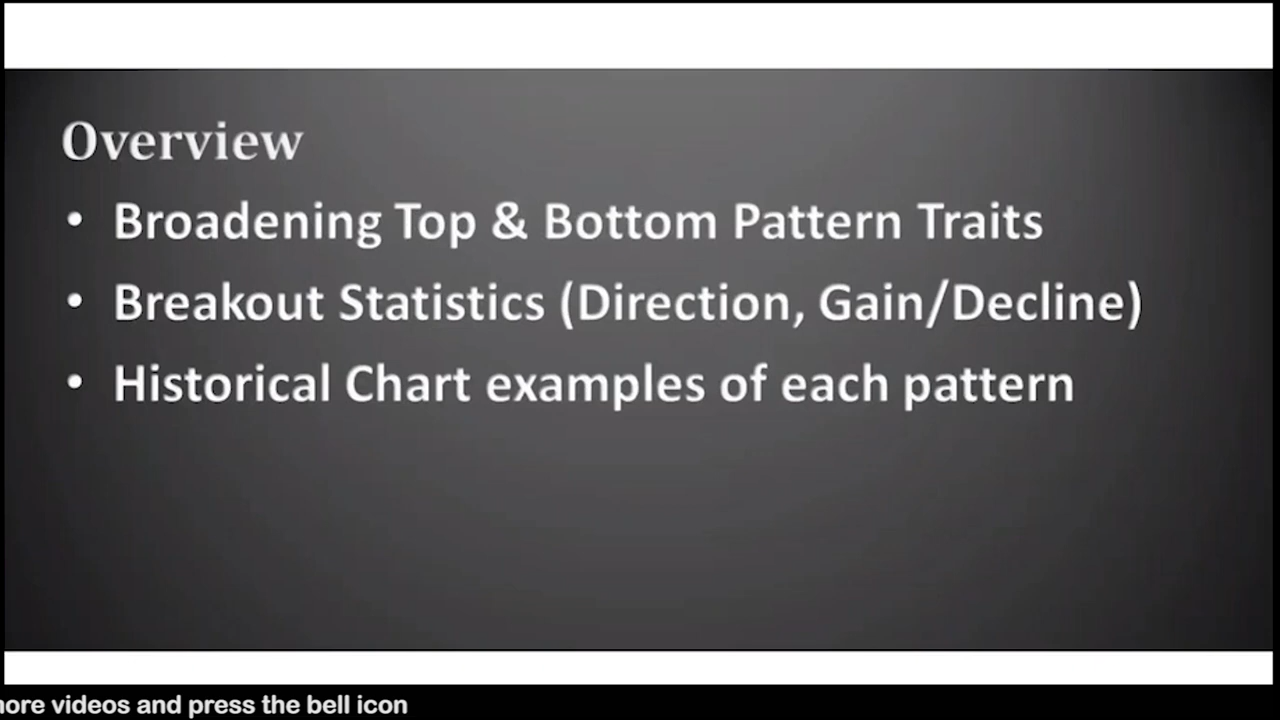 Overview
• Broadening Top & Bottom Pattern Traits
• Breakout Statistics (Direction, Gain/Decline)
• Historical Chart examples of each pattern
videos and press the bell icon